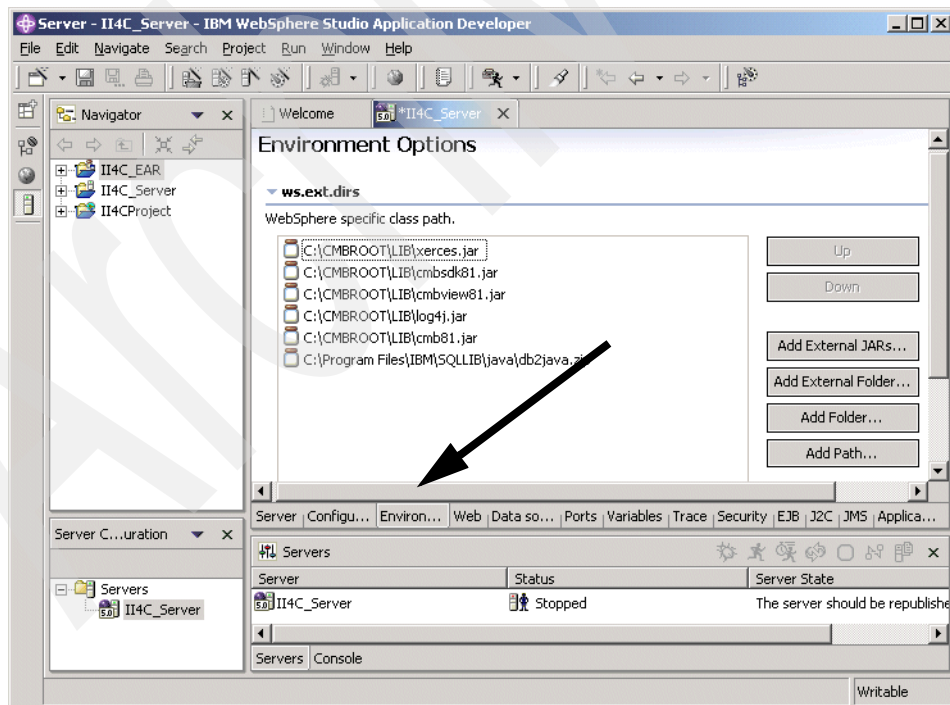 Server - II4C_Server - IBM WebSphere Studio Application Developer
File Edit Navigate Search Project Run Window Help
Navigator
II4C_EAR
II4C_Server
II4CProject
Welcome *II4C_Server
Environment Options
ws.ext.dirs
WebSphere specific class path.
C:\CMBROOT\LIB\xerces.jar
C:\CMBROOT\LIB\cmbsdk81.jar
C:\CMBROOT\LIB\cmbview81.jar
C:\CMBROOT\LIB\log4j.jar
C:\CMBROOT\LIB\cmb81.jar
C:\Program Files\IBM\SQLLIB\java\db2java.zip
Up
Down
Add External JARs...
Add External Folder...
Add Folder...
Add Path...
Server Configu... Environ... Web Data so... Ports Variables Trace Security EJB J2C JMS Applica...
Server C...uration
Servers
II4C_Server
Servers
Server Status Server State
II4C_Server Stopped The server should be republishe
Servers Console
Writable